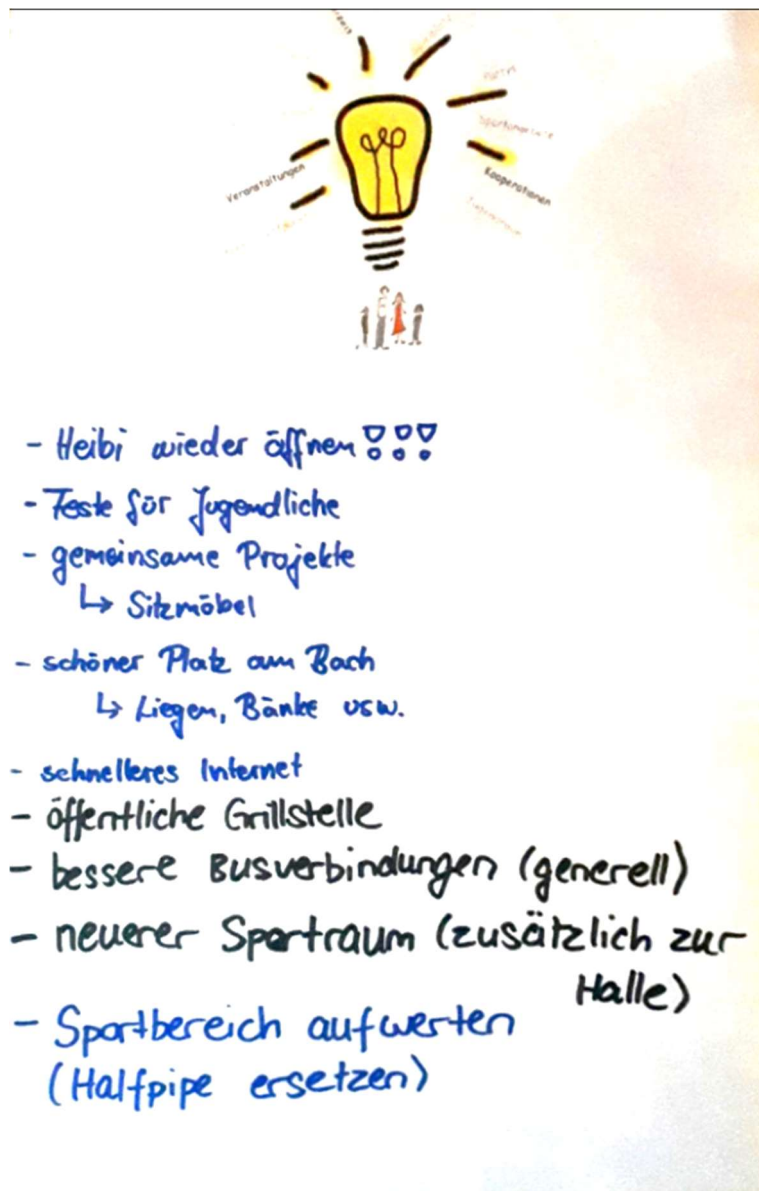 Veranstaltungen
Kooperationen
- Heibi wieder öffnen !!!
- Feste für Jugendliche
- gemeinsame Projekte
↳ Sitzmöbel
- schöner Platz am Bach
↳ Liegen, Bänke usw.
- schnelleres Internet
- öffentliche Grillstelle
- bessere Busverbindungen (generell)
- neuerer Sportraum (zusätzlich zur
Halle)
- Sportbereich aufwerten
(Halfpipe ersetzen)